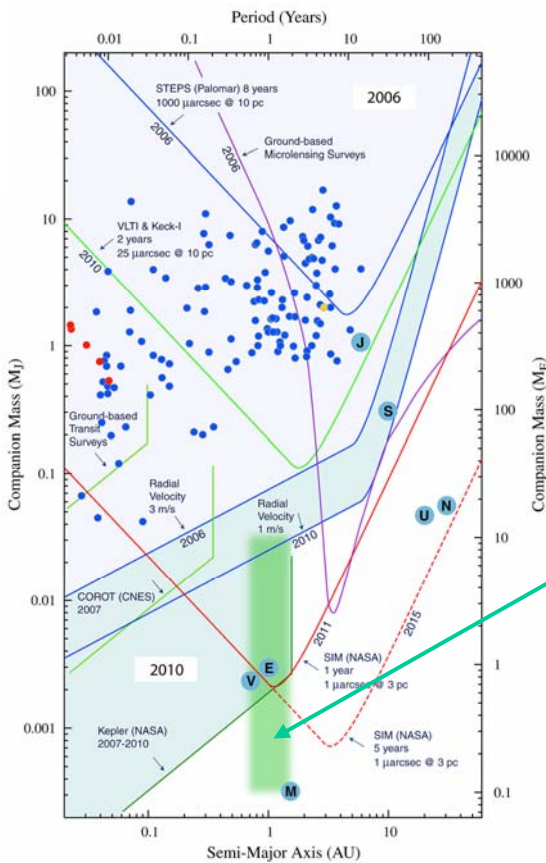 Period (Years)
0.01
0.1
1
10
100
STEPS (Palomar) 8 years
1000 µarcsec @ 10 pc
2006
2006
2006
Ground-based
Microlensing Surveys
VLTI & Keck-I
2 years
25 µarcsec @ 10 pc
2010
J
S
Ground-based
Transit
Surveys
Radial
Velocity
3 m/s
Radial
Velocity
1 m/s
2006
2010
U
N
COROT (CNES)
2007
2010
V
E
2011
2015
SIM (NASA)
1 year
1 µarcsec @ 3 pc
Kepler (NASA)
2007-2010
SIM (NASA)
5 years
1 µarcsec @ 3 pc
M
Companion Mass (MJ)
100
10
1
0.1
0.01
0.001
Companion Mass (ME)
10000
1000
100
10
1
0.1
0.1
1
10
Semi-Major Axis (AU)